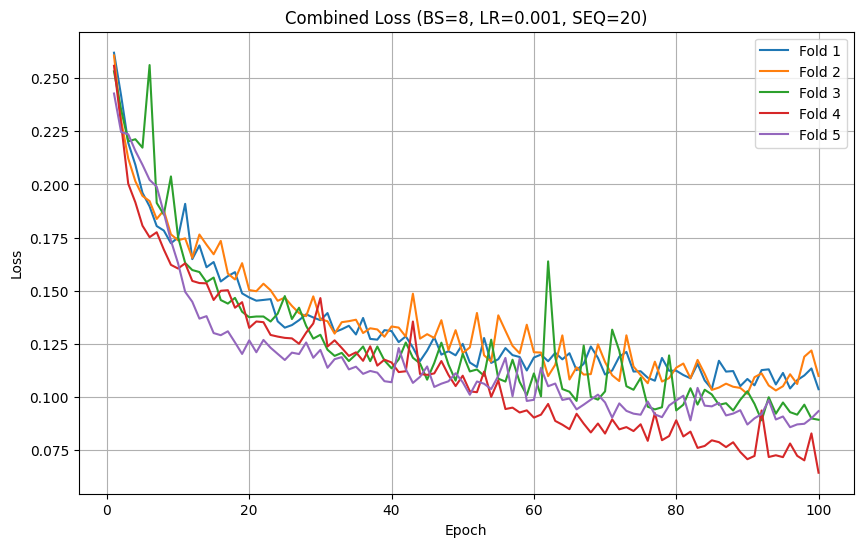 Combined Loss (BS=8, LR=0.001, SEQ=20)
Loss
0.250
0.225
0.200
0.175
0.150
0.125
0.100
0.075
Fold 1
Fold 2
Fold 3
Fold 4
Fold 5
0 20 40 60 80 100
Epoch